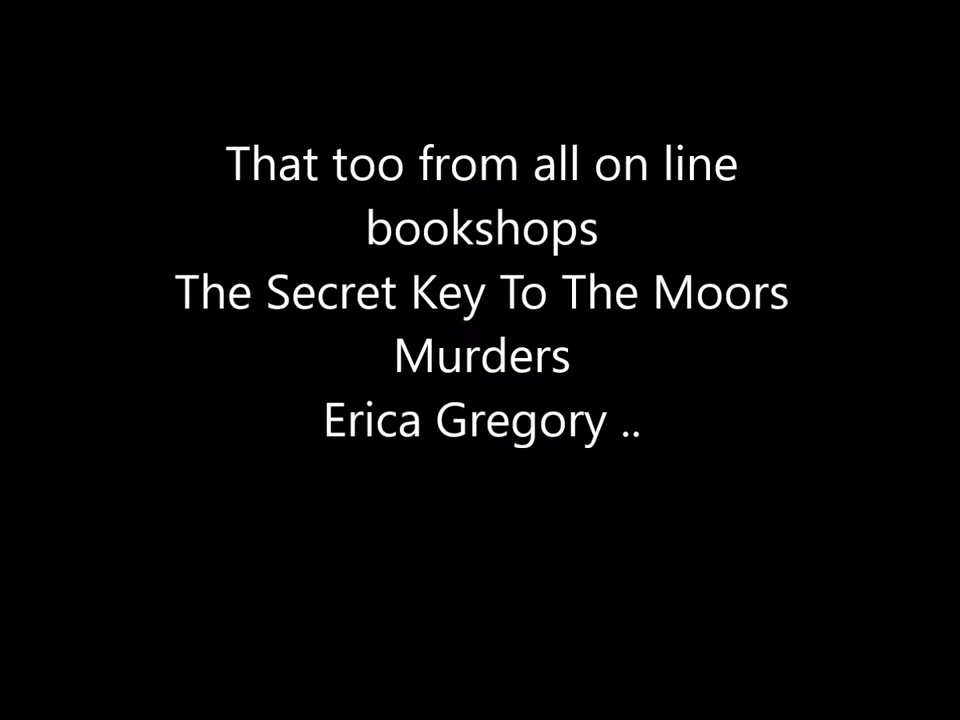 That too from all on line
bookshops
The Secret Key To The Moors
Murders
Erica Gregory ..